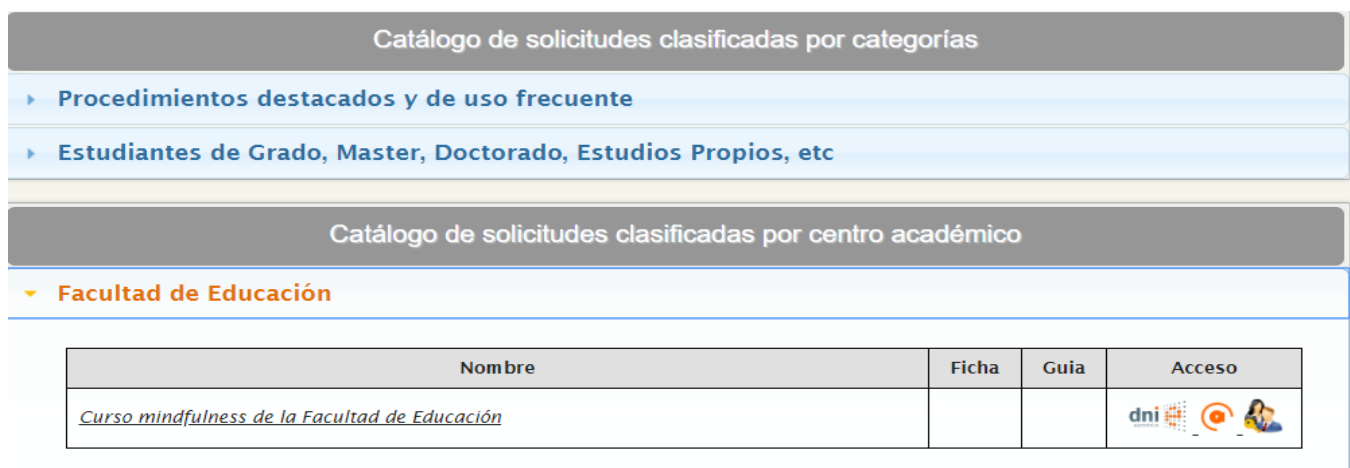 Catálogo de solicitudes clasificadas por categorías
Procedimientos destacados y de uso frecuente
Estudiantes de Grado, Master, Doctorado, Estudios Propios, etc
Catálogo de solicitudes clasificadas por centro académico
Facultad de Educación
Nombre Ficha Guia Acceso
Curso mindfulness de la Facultad de Educación dni @